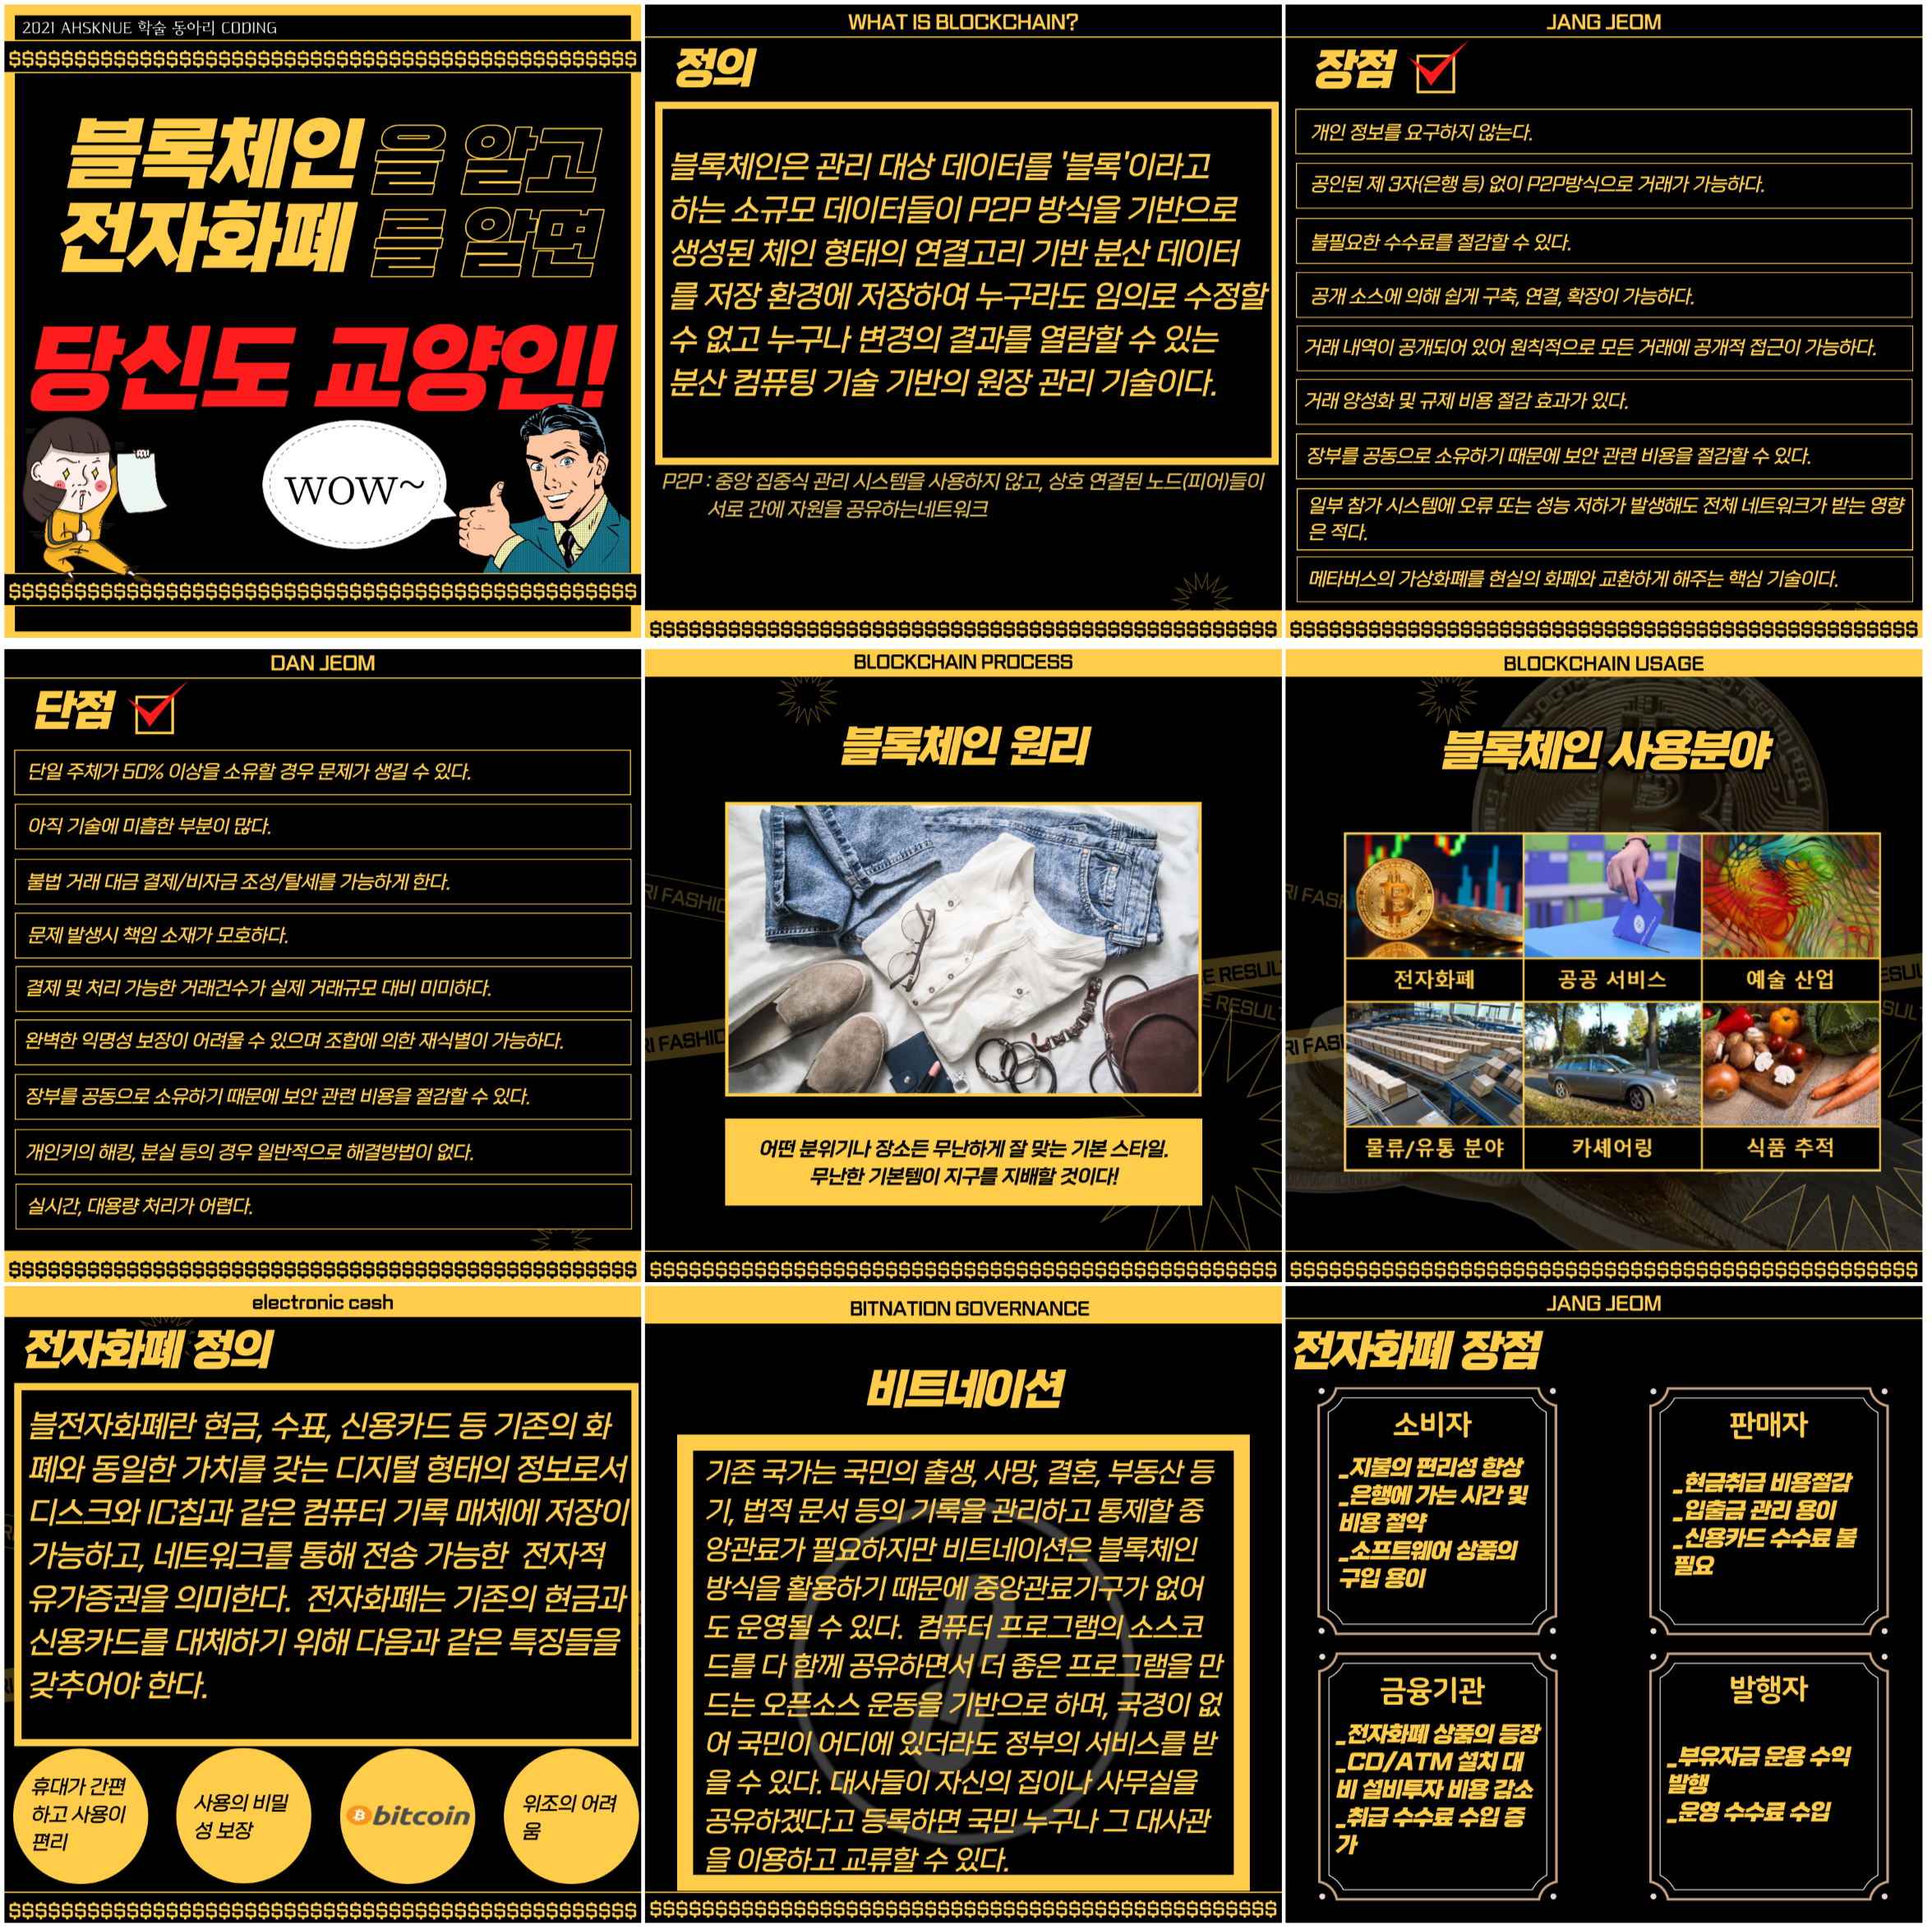 2021 AHSKNUE 학술 동아리 CODING
$$$$$$$$$$$$$$$$$$$$$$$$$$$$$$$$$$$$$$$$$$$$$$$$
블록체인을 알고
전자화폐를 알면
당신도 교양인!
WOW~
$$$$$$$$$$$$$$$$$$$$$$$$$$$$$$$$$$$$$$$$$$$$$$$$
WHAT IS BLOCKCHAIN?
정의
블록체인은 관리 대상 데이터를 '블록'이라고
하는 소규모 데이터들이 P2P 방식을 기반으로
생성된 체인 형태의 연결고리 기반 분산 데이터
를 저장 환경에 저장하여 누구라도 임의로 수정할
수 없고 누구나 변경의 결과를 열람할 수 있는
분산 컴퓨팅 기술 기반의 원장 관리 기술이다.
P2P : 중앙 집중식 관리 시스템을 사용하지 않고, 상호 연결된 노드(피어)들이
서로 간에 자원을 공유하는네트워크
$$$$$$$$$$$$$$$$$$$$$$$$$$$$$$$$$$$$$$$$$$$$$$$$
JANG JEOM
장점
개인 정보를 요구하지 않는다.
공인된 제 3자(은행 등) 없이 P2P방식으로 거래가 가능하다.
불필요한 수수료를 절감할 수 있다.
공개 소스에 의해 쉽게 구축, 연결, 확장이 가능하다.
거래 내역이 공개되어 있어 원칙적으로 모든 거래에 공개적 접근이 가능하다.
거래 양성화 및 규제 비용 절감 효과가 있다.
장부를 공동으로 소유하기 때문에 보안 관련 비용을 절감할 수 있다.
일부 참가 시스템에 오류 또는 성능 저하가 발생해도 전체 네트워크가 받는 영향
은 적다.
메타버스의 가상화폐를 현실의 화폐와 교환하게 해주는 핵심 기술이다.
$$$$$$$$$$$$$$$$$$$$$$$$$$$$$$$$$$$$$$$$$$$$$$$$
DAN JEOM
단점
단일 주체가 50% 이상을 소유할 경우 문제가 생길 수 있다.
아직 기술에 미흡한 부분이 많다.
불법 거래 대금 결제/비자금 조성/탈세를 가능하게 한다.
문제 발생시 책임 소재가 모호하다.
결제 및 처리 가능한 거래건수가 실제 거래규모 대비 미미하다.
완벽한 익명성 보장이 어려울 수 있으며 조합에 의한 재식별이 가능하다.
장부를 공동으로 소유하기 때문에 보안 관련 비용을 절감할 수 있다.
개인키의 해킹, 분실 등의 경우 일반적으로 해결방법이 없다.
실시간, 대용량 처리가 어렵다.
$$$$$$$$$$$$$$$$$$$$$$$$$$$$$$$$$$$$$$$$$$$$$$$$
BLOCKCHAIN PROCESS
블록체인 원리
RI FASHIO
E RESUL
E RESULT
RI FASHIO
어떤 분위기나 장소든 무난하게 잘 맞는 기본 스타일.
무난한 기본템이 지구를 지배할 것이다!
$$$$$$$$$$$$$$$$$$$$$$$$$$$$$$$$$$$$$$$$$$$$$$$$
BLOCKCHAIN USAGE
블록체인 사용분야
RI FAS
전자화폐 공공 서비스 예술 산업
RI FAS
물류/유통 분야 카셰어링 식품 추적
$$$$$$$$$$$$$$$$$$$$$$$$$$$$$$$$$$$$$$$$$$$$$$$$
electronic cash
전자화폐 정의
블전자화폐란 현금, 수표, 신용카드 등 기존의 화
폐와 동일한 가치를 갖는 디지털 형태의 정보로서
디스크와 IC칩과 같은 컴퓨터 기록 매체에 저장이
가능하고, 네트워크를 통해 전송 가능한 전자적
유가증권을 의미한다. 전자화폐는 기존의 현금과
신용카드를 대체하기 위해 다음과 같은 특징들을
갖추어야 한다.
휴대가 간편
하고 사용이
편리
사용의 비밀
성 보장
bitcoin
위조의 어려
움
$$$$$$$$$$$$$$$$$$$$$$$$$$$$$$$$$$$$$$$$$$$$$$$$
BITNATION GOVERNANCE
비트네이션
기존 국가는 국민의 출생, 사망, 결혼, 부동산 등
기, 법적 문서 등의 기록을 관리하고 통제할 중
앙관료가 필요하지만 비트네이션은 블록체인
방식을 활용하기 때문에 중앙관료기구가 없어
도 운영될 수 있다. 컴퓨터 프로그램의 소스코
드를 다 함께 공유하면서 더 좋은 프로그램을 만
드는 오픈소스 운동을 기반으로 하며, 국경이 없
어 국민이 어디에 있더라도 정부의 서비스를 받
을 수 있다. 대사들이 자신의 집이나 사무실을
공유하겠다고 등록하면 국민 누구나 그 대사관
을 이용하고 교류할 수 있다.
$$$$$$$$$$$$$$$$$$$$$$$$$$$$$$$$$$$$$$$$$$$$$$$$
JANG JEOM
전자화폐 장점
소비자
_지불의 편리성 향상
_은행에 가는 시간 및
비용 절약
_소프트웨어 상품의
구입 용이
판매자
_현금취급 비용절감
_입출금 관리 용이
_신용카드 수수료 불
필요
금융기관
_전자화폐 상품의 등장
_CD/ATM 설치 대
비 설비투자 비용 감소
_취급 수수료 수입 증
가
발행자
_부유자금 운용 수익
발행
_운영 수수료 수입
$$$$$$$$$$$$$$$$$$$$$$$$$$$$$$$$$$$$$$$$$$$$$$$$